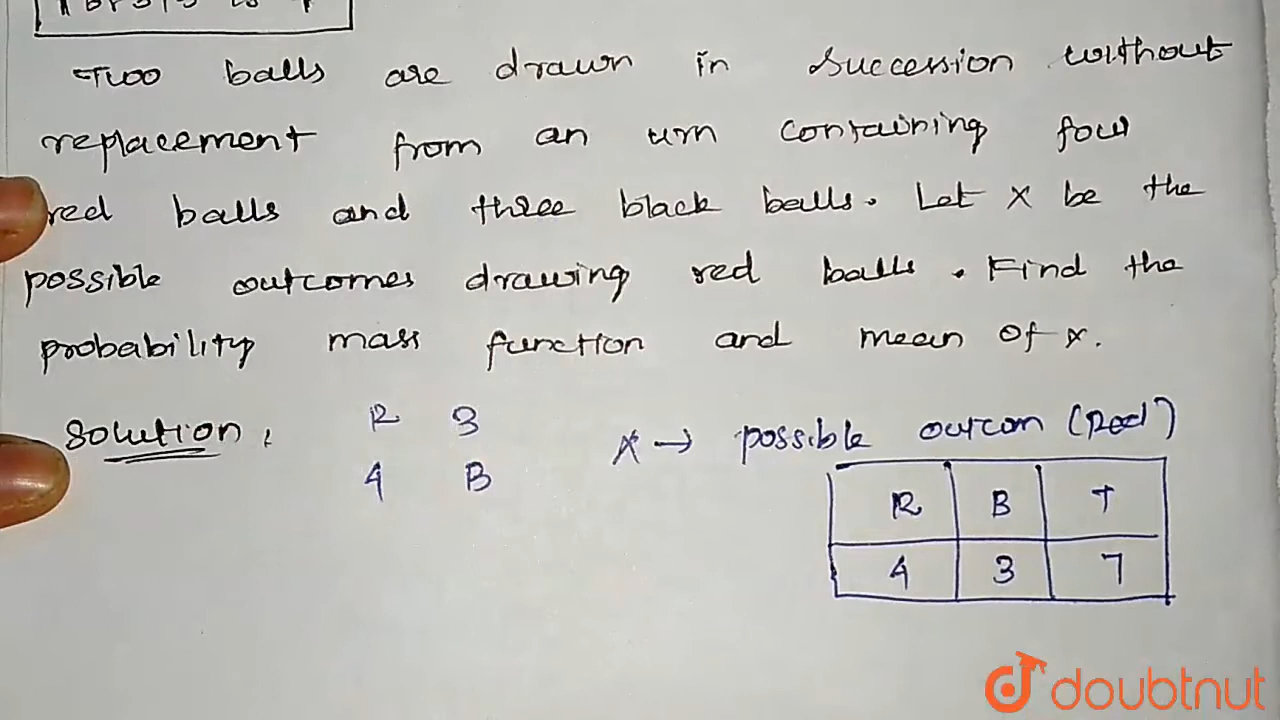 Two balls are drawn in succession without
replacement from an urn containing four
red balls and three black balls. Let X be the
possible outcomes drawing red balls. Find the
probability mass function and mean of x.
Solution:
R 3
4 B
X → possible outcom (Red)
R B T
4 3 7
doubtnut